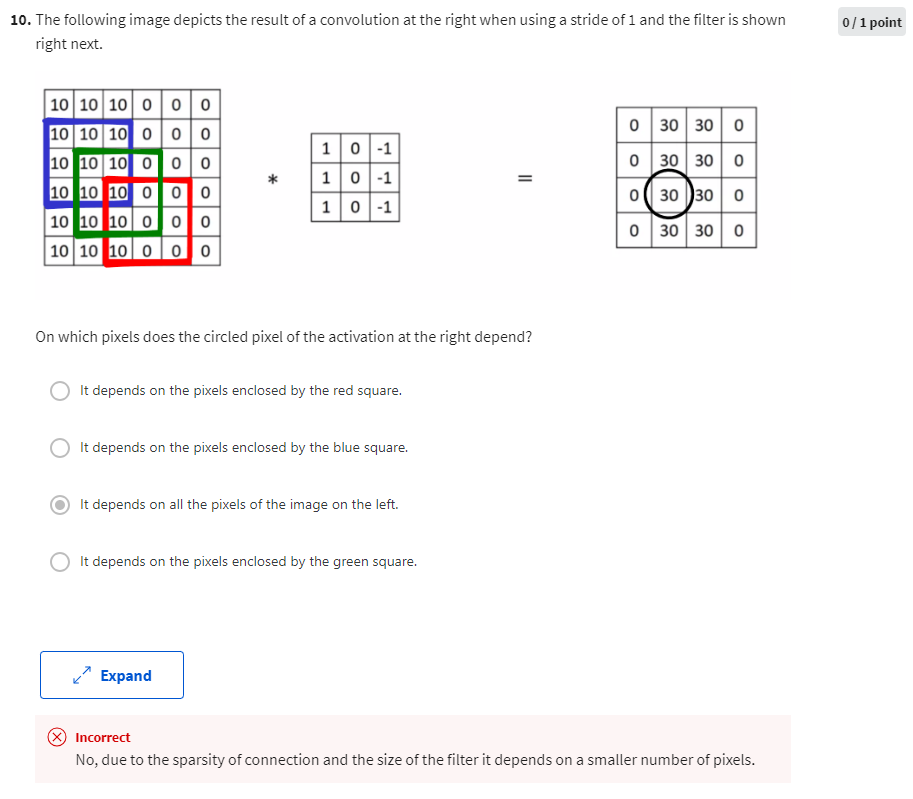 10. The following image depicts the result of a convolution at the right when using a stride of 1 and the filter is shown
right next.
0 / 1 point
10 10 10 0 0 0
10 10 10 0 0 0
10 10 10 0 0 0
10 10 10 0 0 0
10 10 10 0 0 0
10 10 10 0 0 0
*
1 0 -1
1 0 -1
1 0 -1
=
0 30 30 0
0 30 30 0
0 30 30 0
0 30 30 0
On which pixels does the circled pixel of the activation at the right depend?
It depends on the pixels enclosed by the red square.
It depends on the pixels enclosed by the blue square.
It depends on all the pixels of the image on the left.
It depends on the pixels enclosed by the green square.
Expand
Incorrect
No, due to the sparsity of connection and the size of the filter it depends on a smaller number of pixels.